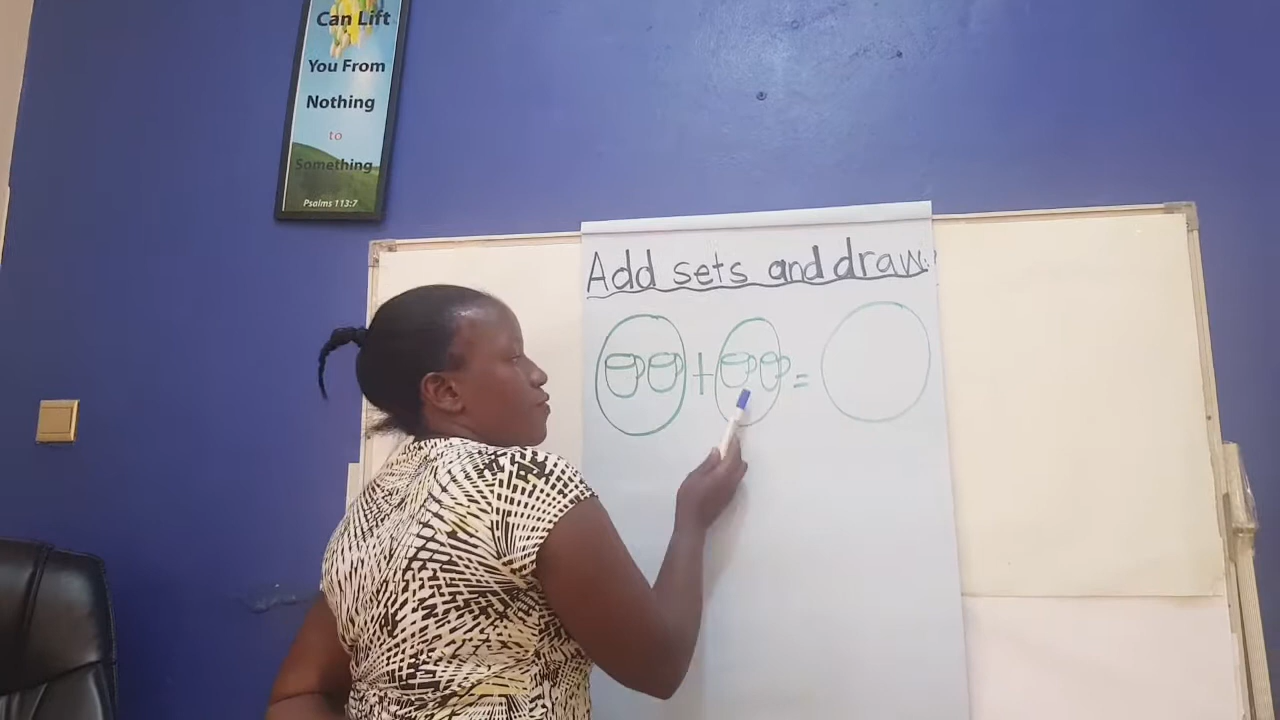 Can Lift
You From
Nothing
to
Something
Psalms 113:7
Add sets and draw.
+ =